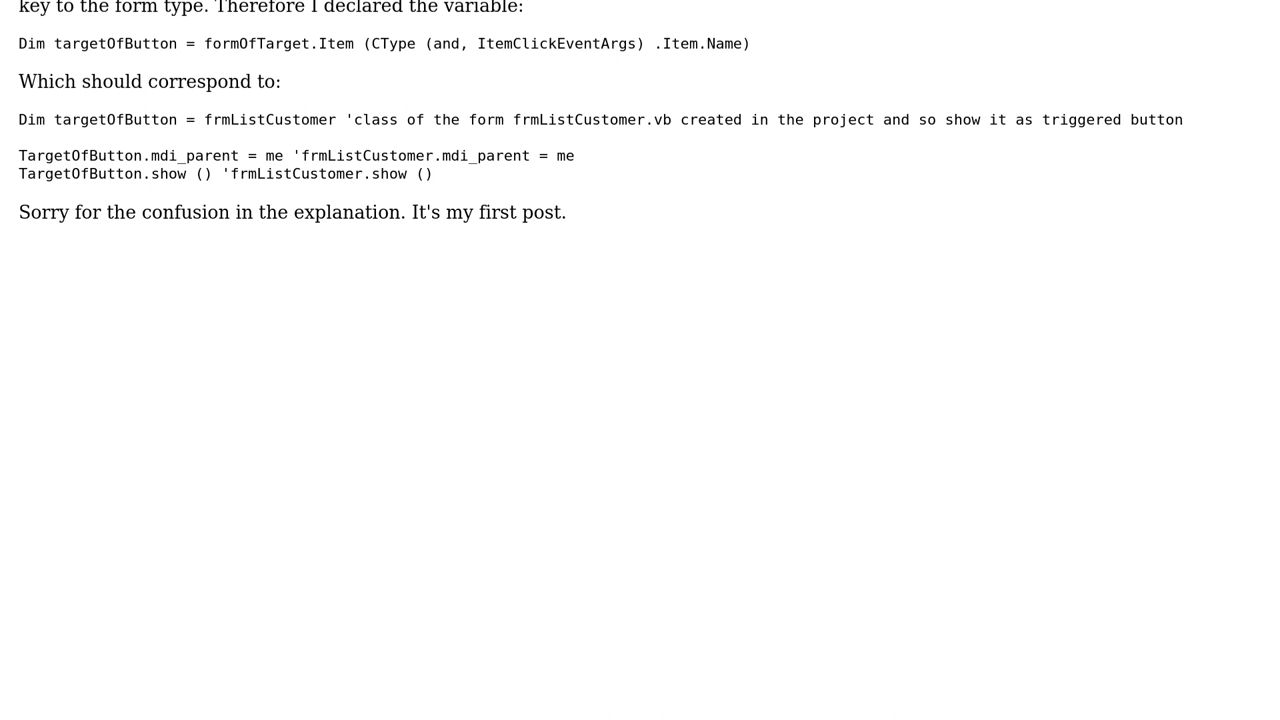 key to the form type. Therefore I declared the variable:
Dim targetOfButton = formOfTarget.Item (CType (and, ItemClickEventArgs) .Item.Name)
Which should correspond to:
Dim targetOfButton = frmListCustomer 'class of the form frmListCustomer.vb created in the project and so show it as triggered button
TargetOfButton.mdi_parent = me 'frmListCustomer.mdi_parent = me
TargetOfButton.show () 'frmListCustomer.show ()
Sorry for the confusion in the explanation. It's my first post.